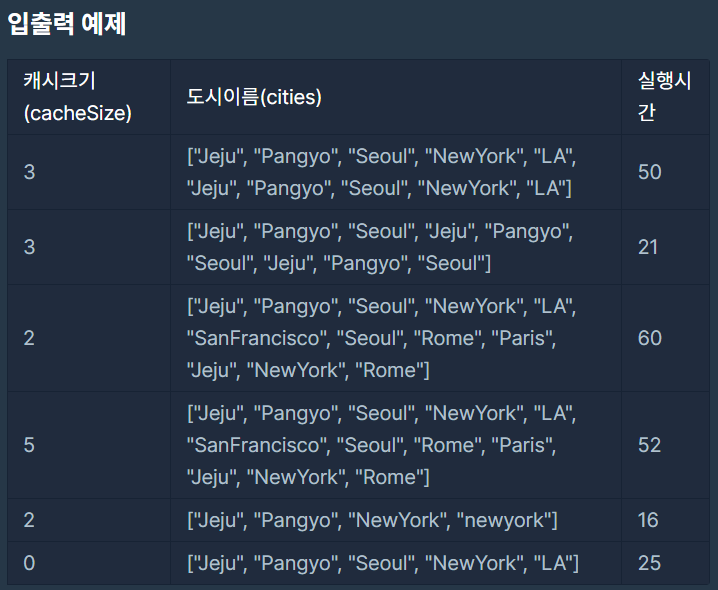 입출력 예제
캐시크기
(cacheSize)
도시이름(cities)
실행시
간
3
["Jeju", "Pangyo", "Seoul", "NewYork", "LA",
"Jeju", "Pangyo", "Seoul", "NewYork", "LA"]
50
3
["Jeju", "Pangyo", "Seoul", "Jeju", "Pangyo",
"Seoul", "Jeju", "Pangyo", "Seoul"]
21
2
["Jeju", "Pangyo", "Seoul", "NewYork", "LA",
"SanFrancisco", "Seoul", "Rome", "Paris",
"Jeju", "NewYork", "Rome"]
60
5
["Jeju", "Pangyo", "Seoul", "NewYork", "LA",
"SanFrancisco", "Seoul", "Rome", "Paris",
"Jeju", "NewYork", "Rome"]
52
2
["Jeju", "Pangyo", "NewYork", "newyork"]
16
0
["Jeju", "Pangyo", "Seoul", "NewYork", "LA"]
25